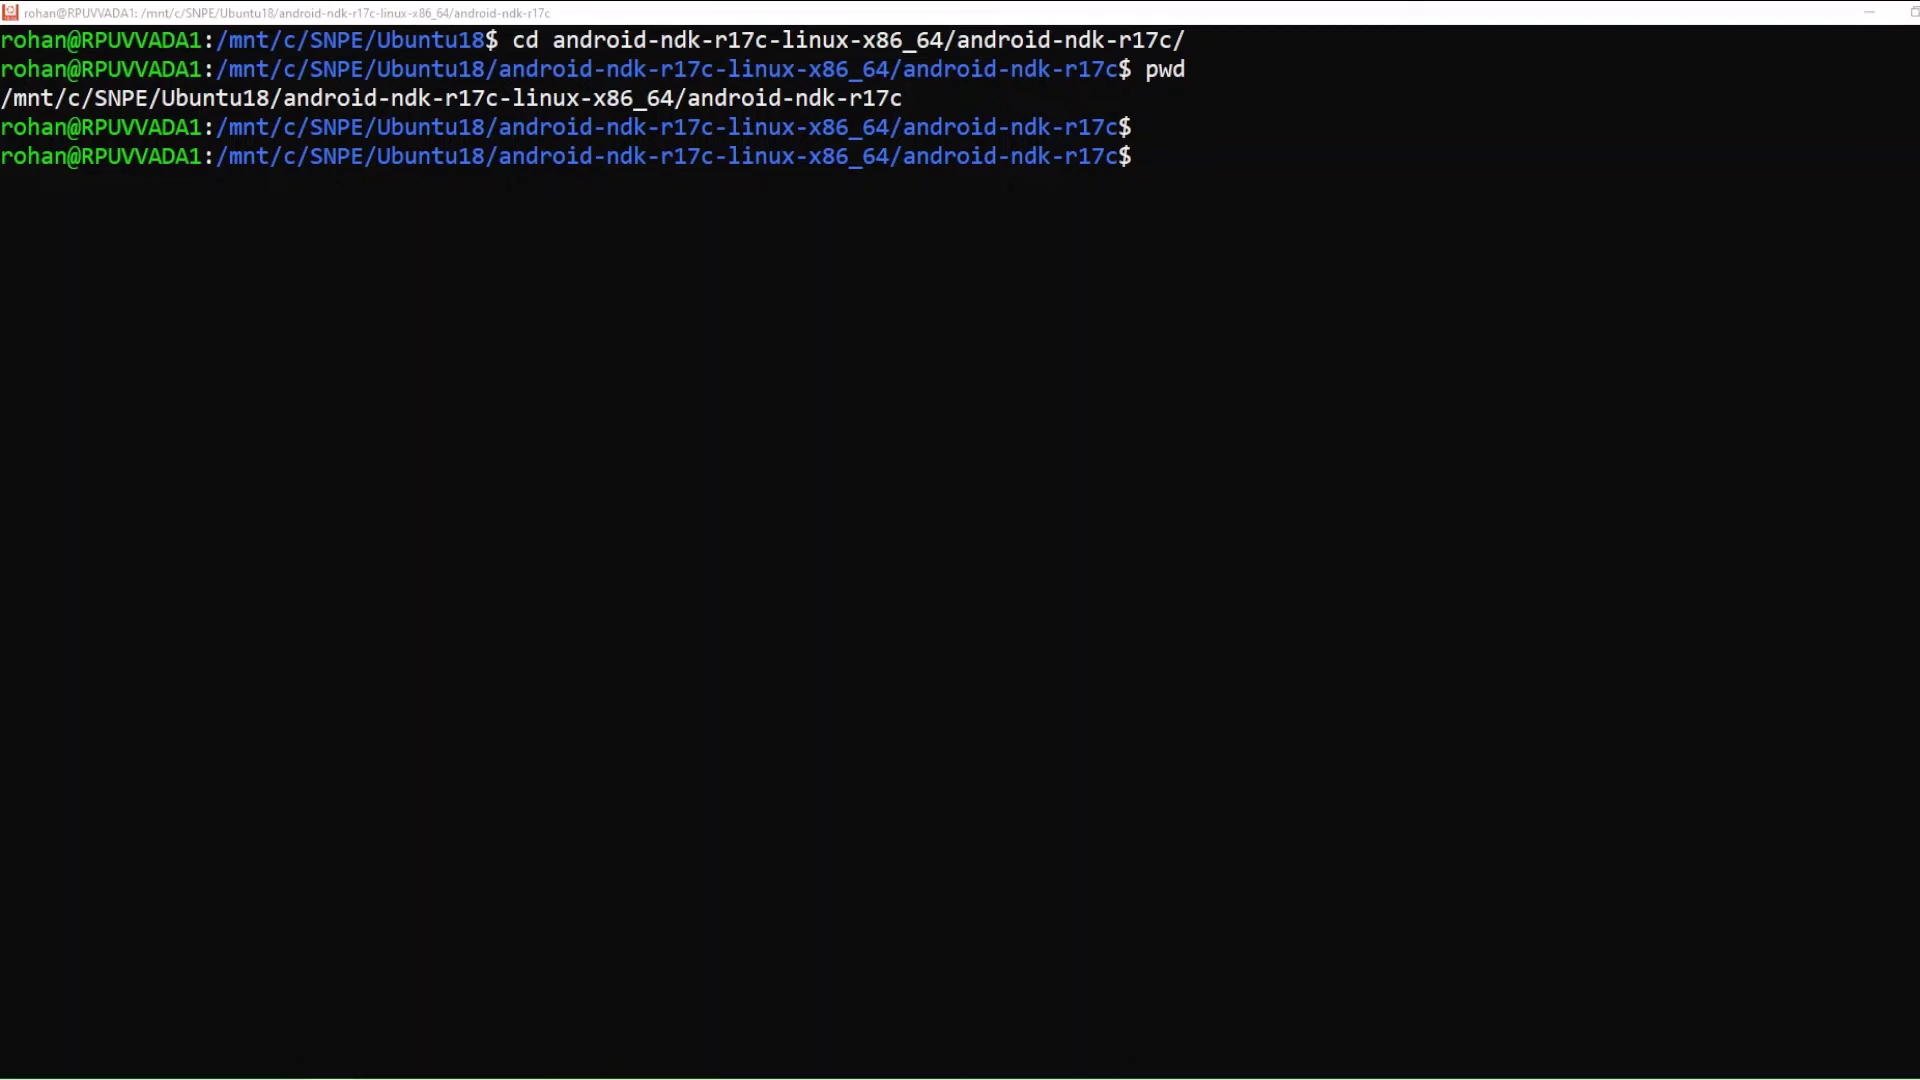 rohan@RPUVVADA1: /mnt/c/SNPE/Ubuntu18/android-ndk-r17c-linux-x86_64/android-ndk-r17c
rohan@RPUVVADA1:/mnt/c/SNPE/Ubuntu18$ cd android-ndk-r17c-linux-x86_64/android-ndk-r17c/
rohan@RPUVVADA1:/mnt/c/SNPE/Ubuntu18/android-ndk-r17c-linux-x86_64/android-ndk-r17c$ pwd
/mnt/c/SNPE/Ubuntu18/android-ndk-r17c-linux-x86_64/android-ndk-r17c
rohan@RPUVVADA1:/mnt/c/SNPE/Ubuntu18/android-ndk-r17c-linux-x86_64/android-ndk-r17c$
rohan@RPUVVADA1:/mnt/c/SNPE/Ubuntu18/android-ndk-r17c-linux-x86_64/android-ndk-r17c$